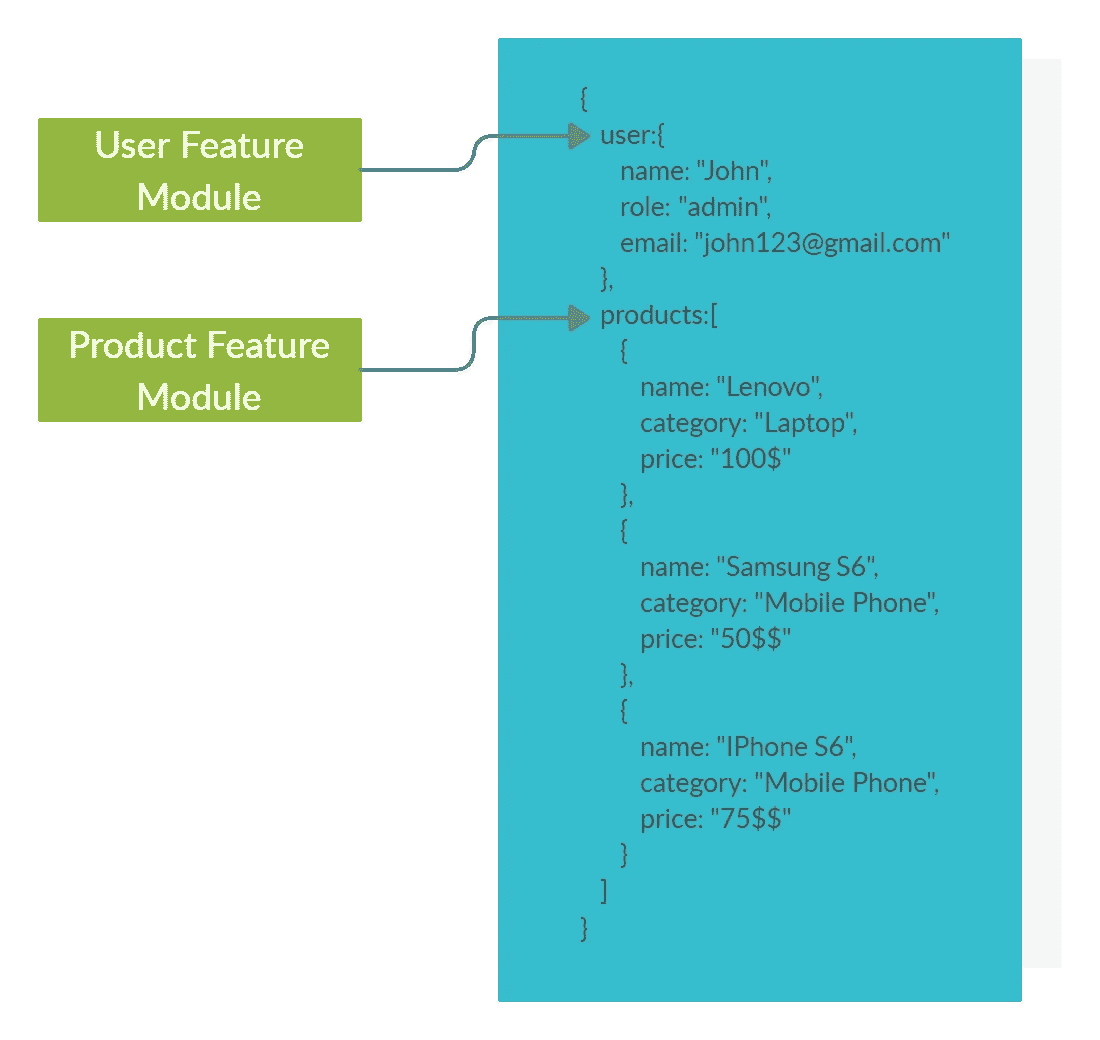 User Feature
Module
Product Feature
Module
{
user:{
name: "John",
role: "admin",
email: "john123@gmail.com"
},
products:[
{
name: "Lenovo",
category: "Laptop",
price: "100$"
},
{
name: "Samsung S6",
category: "Mobile Phone",
price: "50$$"
},
{
name: "IPhone S6",
category: "Mobile Phone",
price: "75$$"
}
]
}